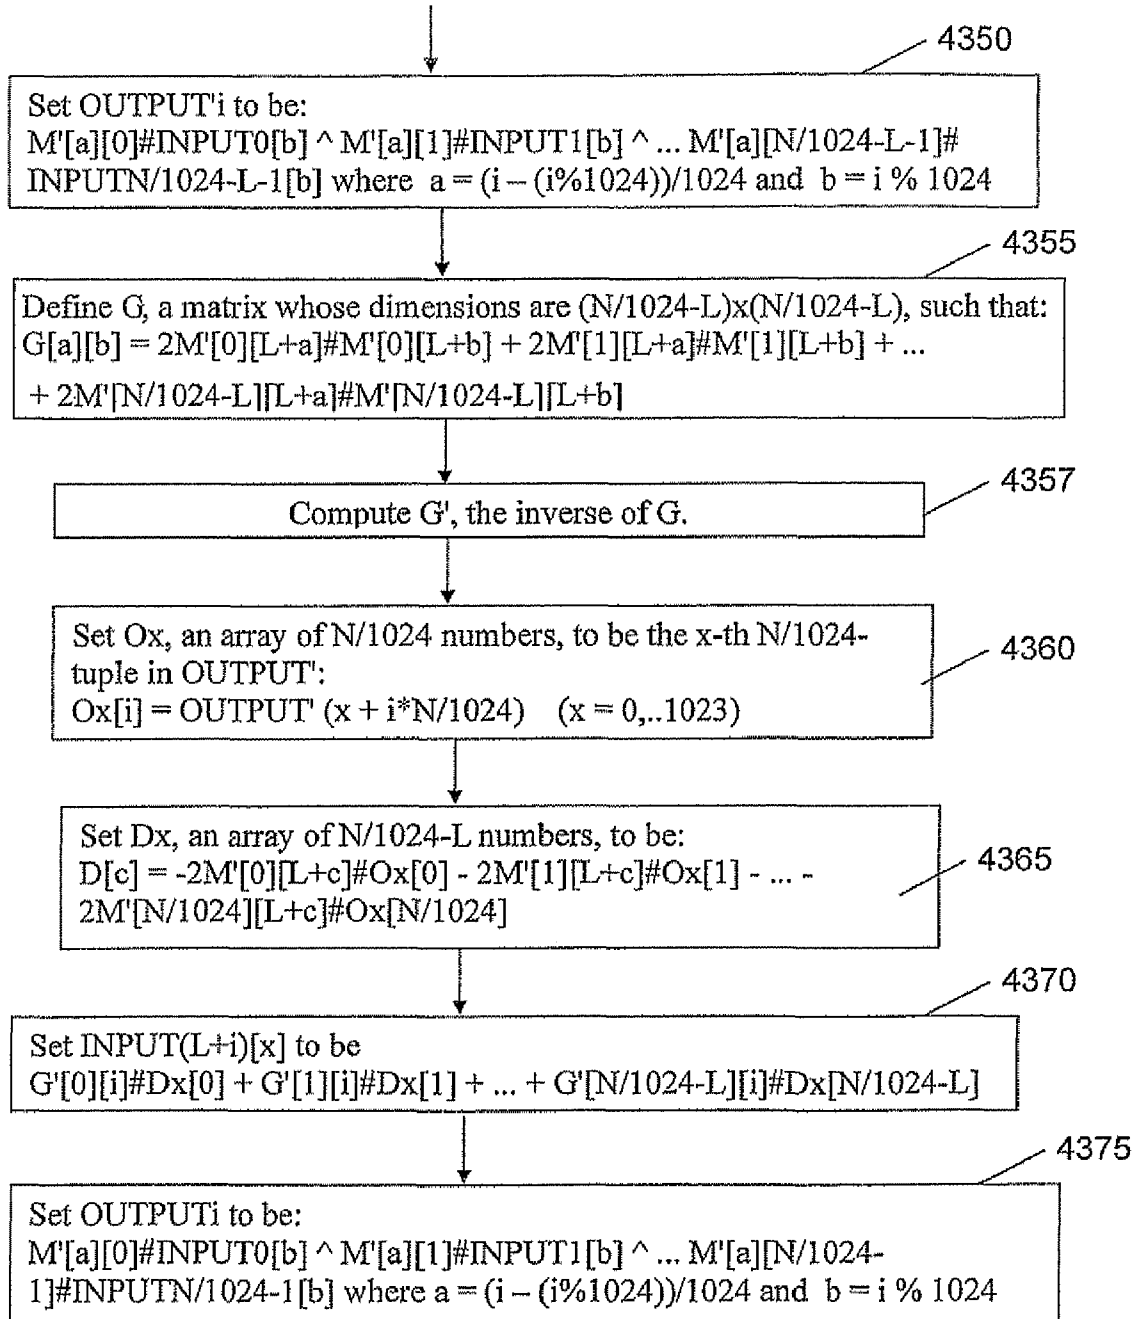 4350
Set OUTPUT'i to be:
M'[a][0]#INPUT0[b] ^ M'[a][1]#INPUT1[b] ^ ... M'[a][N/1024-L-1]#
INPUTN/1024-L-1[b] where a = (i – (i%1024))/1024 and b = i % 1024
4355
Define G, a matrix whose dimensions are (N/1024-L)x(N/1024-L), such that:
G[a][b] = 2M'[0][L+a]#M'[0][L+b] + 2M'[1][L+a]#M'[1][L+b] + ...
+ 2M'[N/1024-L][L+a]#M'[N/1024-L][L+b]
4357
Compute G', the inverse of G.
4360
Set Ox, an array of N/1024 numbers, to be the x-th N/1024-
tuple in OUTPUT':
Ox[i] = OUTPUT' (x + i*N/1024) (x = 0,..1023)
4365
Set Dx, an array of N/1024-L numbers, to be:
D[c] = -2M'[0][L+c]#Ox[0] - 2M'[1][L+c]#Ox[1] - ... -
2M'[N/1024][L+c]#Ox[N/1024]
4370
Set INPUT(L+i)[x] to be
G'[0][i]#Dx[0] + G'[1][i]#Dx[1] + ... + G'[N/1024-L][i]#Dx[N/1024-L]
4375
Set OUTPUTi to be:
M'[a][0]#INPUT0[b] ^ M'[a][1]#INPUT1[b] ^ ... M'[a][N/1024-
1]#INPUTN/1024-1[b] where a = (i – (i%1024))/1024 and b = i % 1024